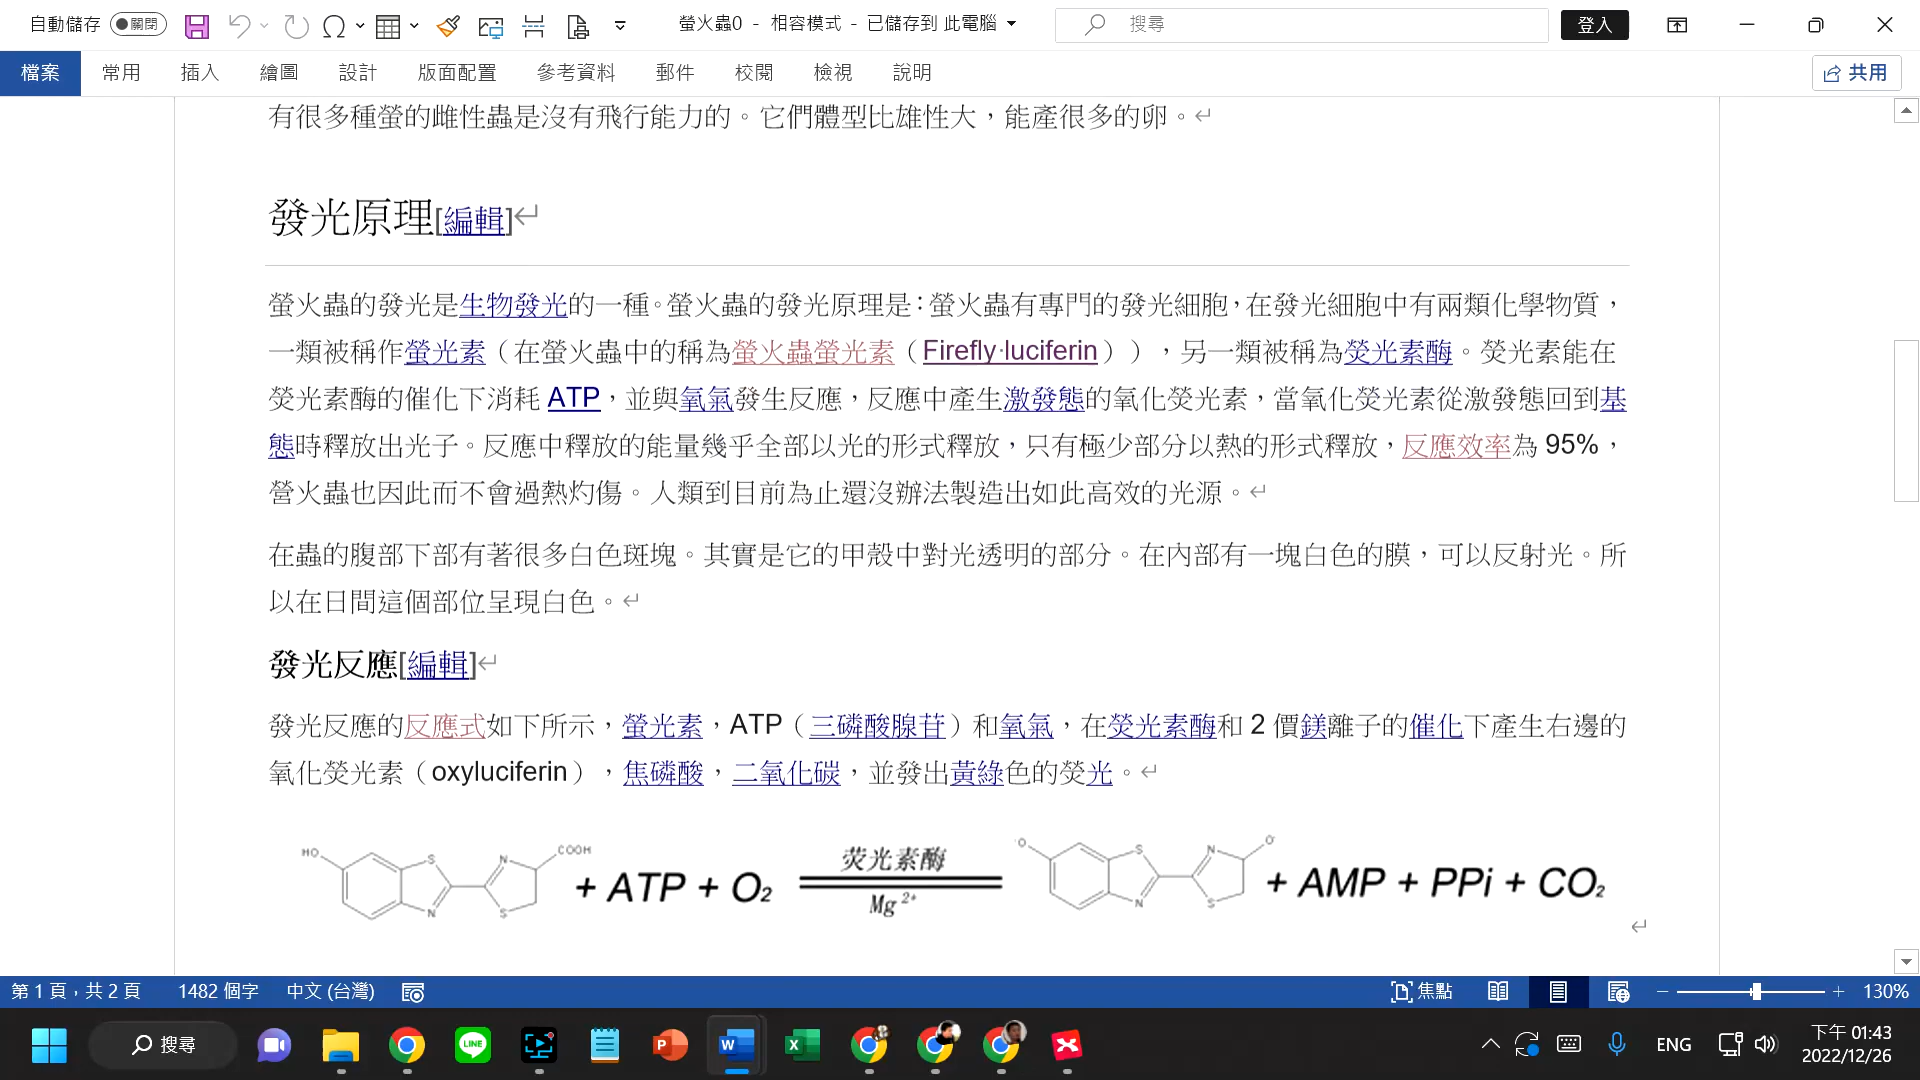 自動儲存 關閉 螢火蟲0 - 相容模式 - 已儲存到 此電腦 搜尋 登入
檔案 常用 插入 繪圖 設計 版面配置 參考資料 郵件 校閱 檢視 說明 共用
有很多種螢的雌性蟲是沒有飛行能力的。它們體型比雄性大，能產很多的卵。
發光原理[編輯]
螢火蟲的發光是生物發光的一種。螢火蟲的發光原理是：螢火蟲有專門的發光細胞，在發光細胞中有兩類化學物質，
一類被稱作螢光素（在螢火蟲中的稱為螢火蟲螢光素（Firefly luciferin）），另一類被稱為熒光素酶。熒光素能在
熒光素酶的催化下消耗 ATP，並與氧氣發生反應，反應中產生激發態的氧化熒光素，當氧化熒光素從激發態回到基
態時釋放出光子。反應中釋放的能量幾乎全部以光的形式釋放，只有極少部分以熱的形式釋放，反應效率為 95%，
螢火蟲也因此而不會過熱灼傷。人類到目前為止還沒辦法製造出如此高效的光源。
在蟲的腹部下部有著很多白色斑塊。其實是它的甲殼中對光透明的部分。在內部有一塊白色的膜，可以反射光。所
以在日間這個部位呈現白色。
發光反應[編輯]
發光反應的反應式如下所示，螢光素，ATP（三磷酸腺苷）和氧氣，在熒光素酶和 2 價鎂離子的催化下產生右邊的
氧化熒光素（oxyluciferin），焦磷酸，二氧化碳，並發出黃綠色的熒光。
HO S N N S COOH + ATP + O₂ 荧光素酶 Mg²⁺ ⁻O S N N S O⁻ + AMP + PPi + CO₂
第 1 頁，共 2 頁 1482 個字 中文 (台灣) 焦點 130%
搜尋 LINE ENG 下午 01:43
2022/12/26